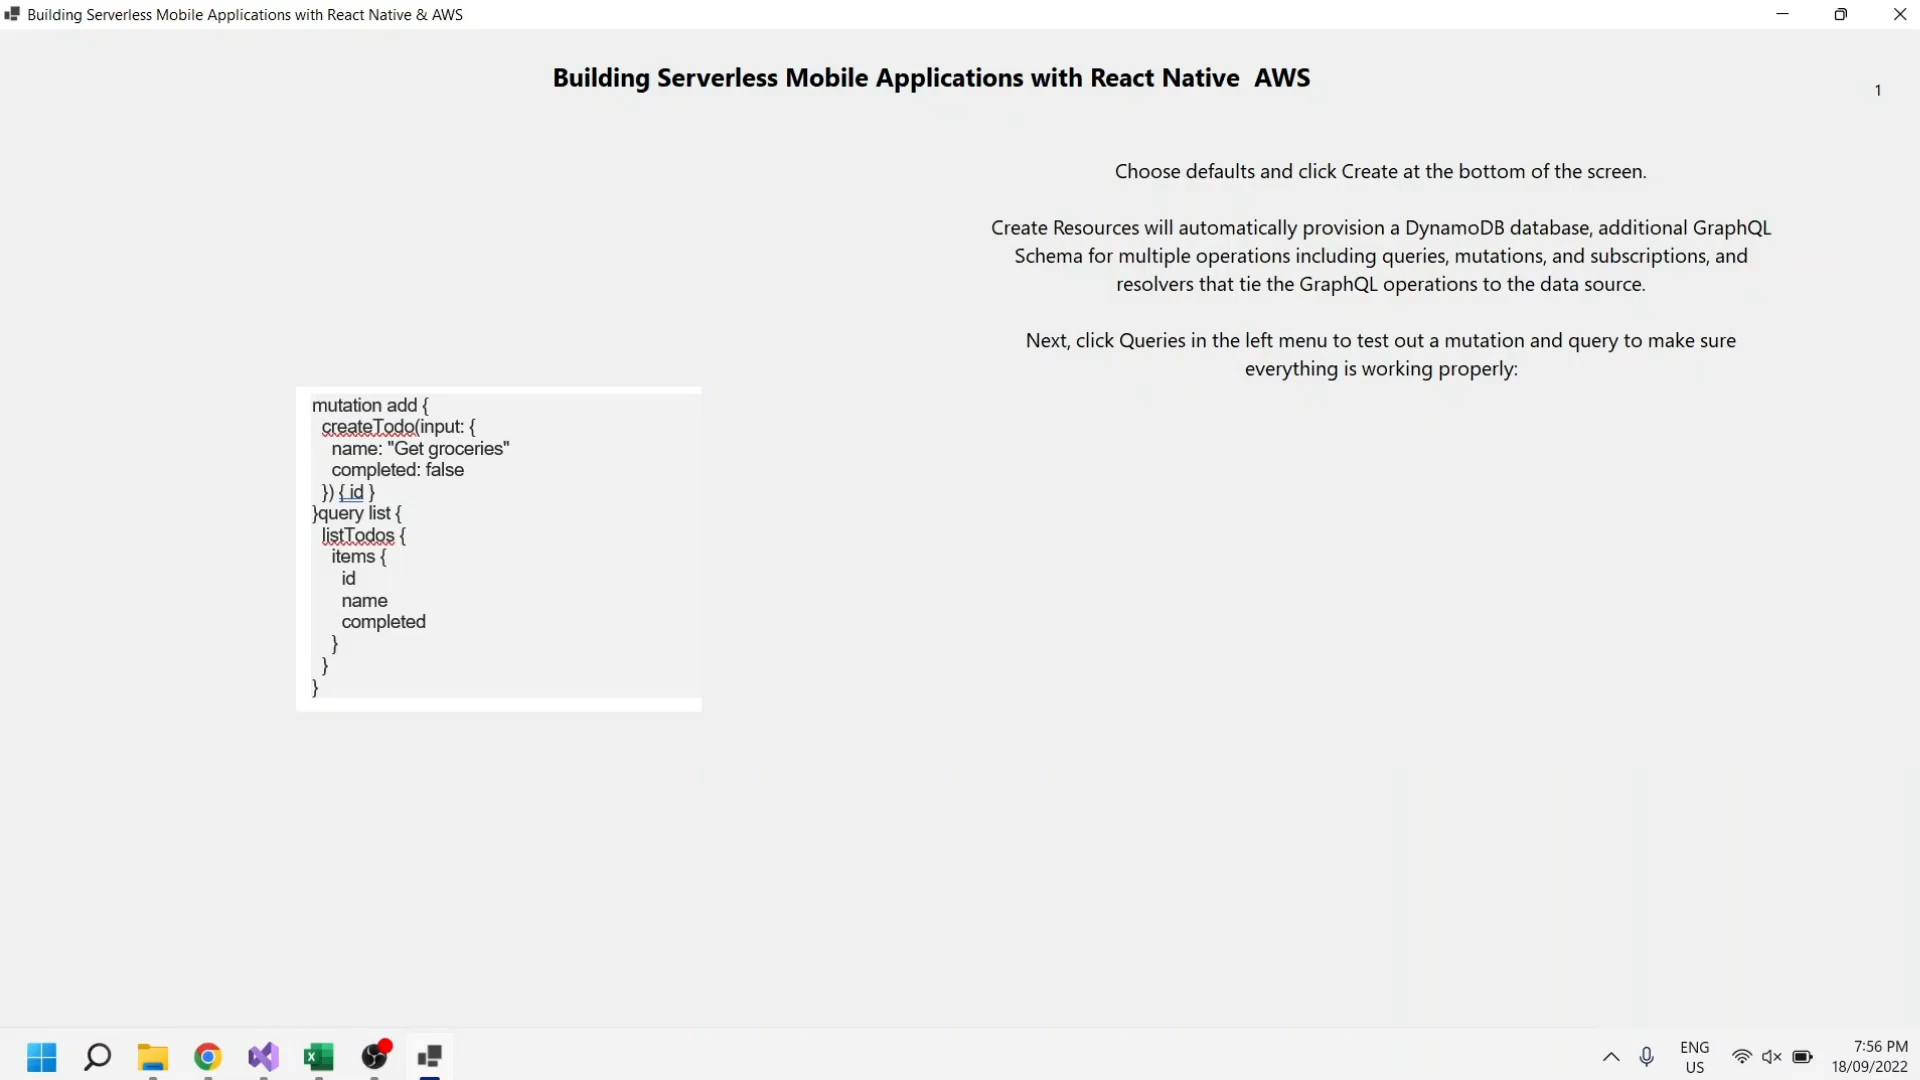 Building Serverless Mobile Applications with React Native & AWS
Building Serverless Mobile Applications with React Native  AWS
1
Choose defaults and click Create at the bottom of the screen.
Create Resources will automatically provision a DynamoDB database, additional GraphQL
Schema for multiple operations including queries, mutations, and subscriptions, and
resolvers that tie the GraphQL operations to the data source.
Next, click Queries in the left menu to test out a mutation and query to make sure
everything is working properly:
mutation add {
createTodo(input: {
name: "Get groceries"
completed: false
}) { id }
}query list {
listTodos {
items {
id
name
completed
}
}
}
ENG
US
7:56 PM
18/09/2022